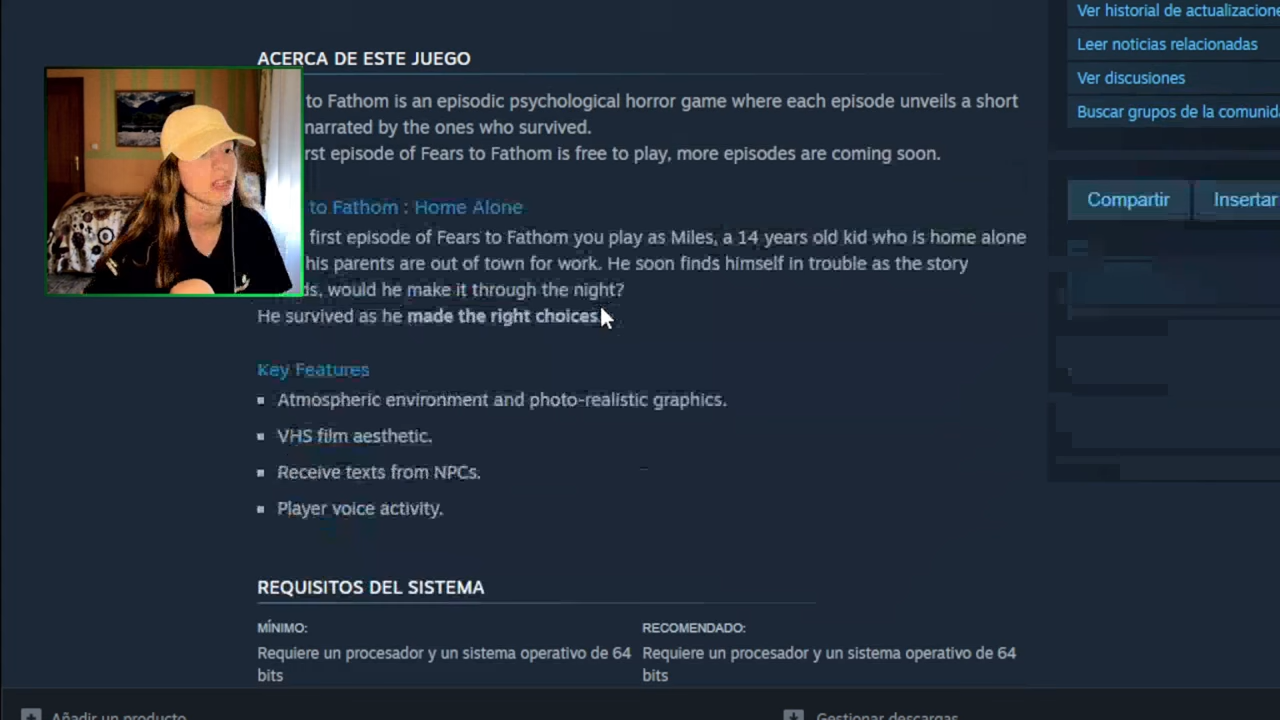 Ver historial de actualizacione
ACERCA DE ESTE JUEGO
Leer noticias relacionadas
Ver discusiones
to Fathom is an episodic psychological horror game where each episode unveils a short
Buscar grupos de la comunida
narrated by the ones who survived.
rst episode of Fears to Fathom is free to play, more episodes are coming soon.
Compartir
Insertar
to Fathom : Home Alone
first episode of Fears to Fathom you play as Miles, a 14 years old kid who is home alone
his parents are out of town for work. He soon finds himself in trouble as the story
ds, would he make it through the night?
He survived as he made the right choices.
Key Features
Atmospheric environment and photo-realistic graphics.
VHS film aesthetic.
Receive texts from NPCs.
Player voice activity.
REQUISITOS DEL SISTEMA
MÍNIMO:
Requiere un procesador y un sistema operativo de 64
bits
RECOMENDADO:
Requiere un procesador y un sistema operativo de 64
bits
Añadir un producto
Gestionar descargas